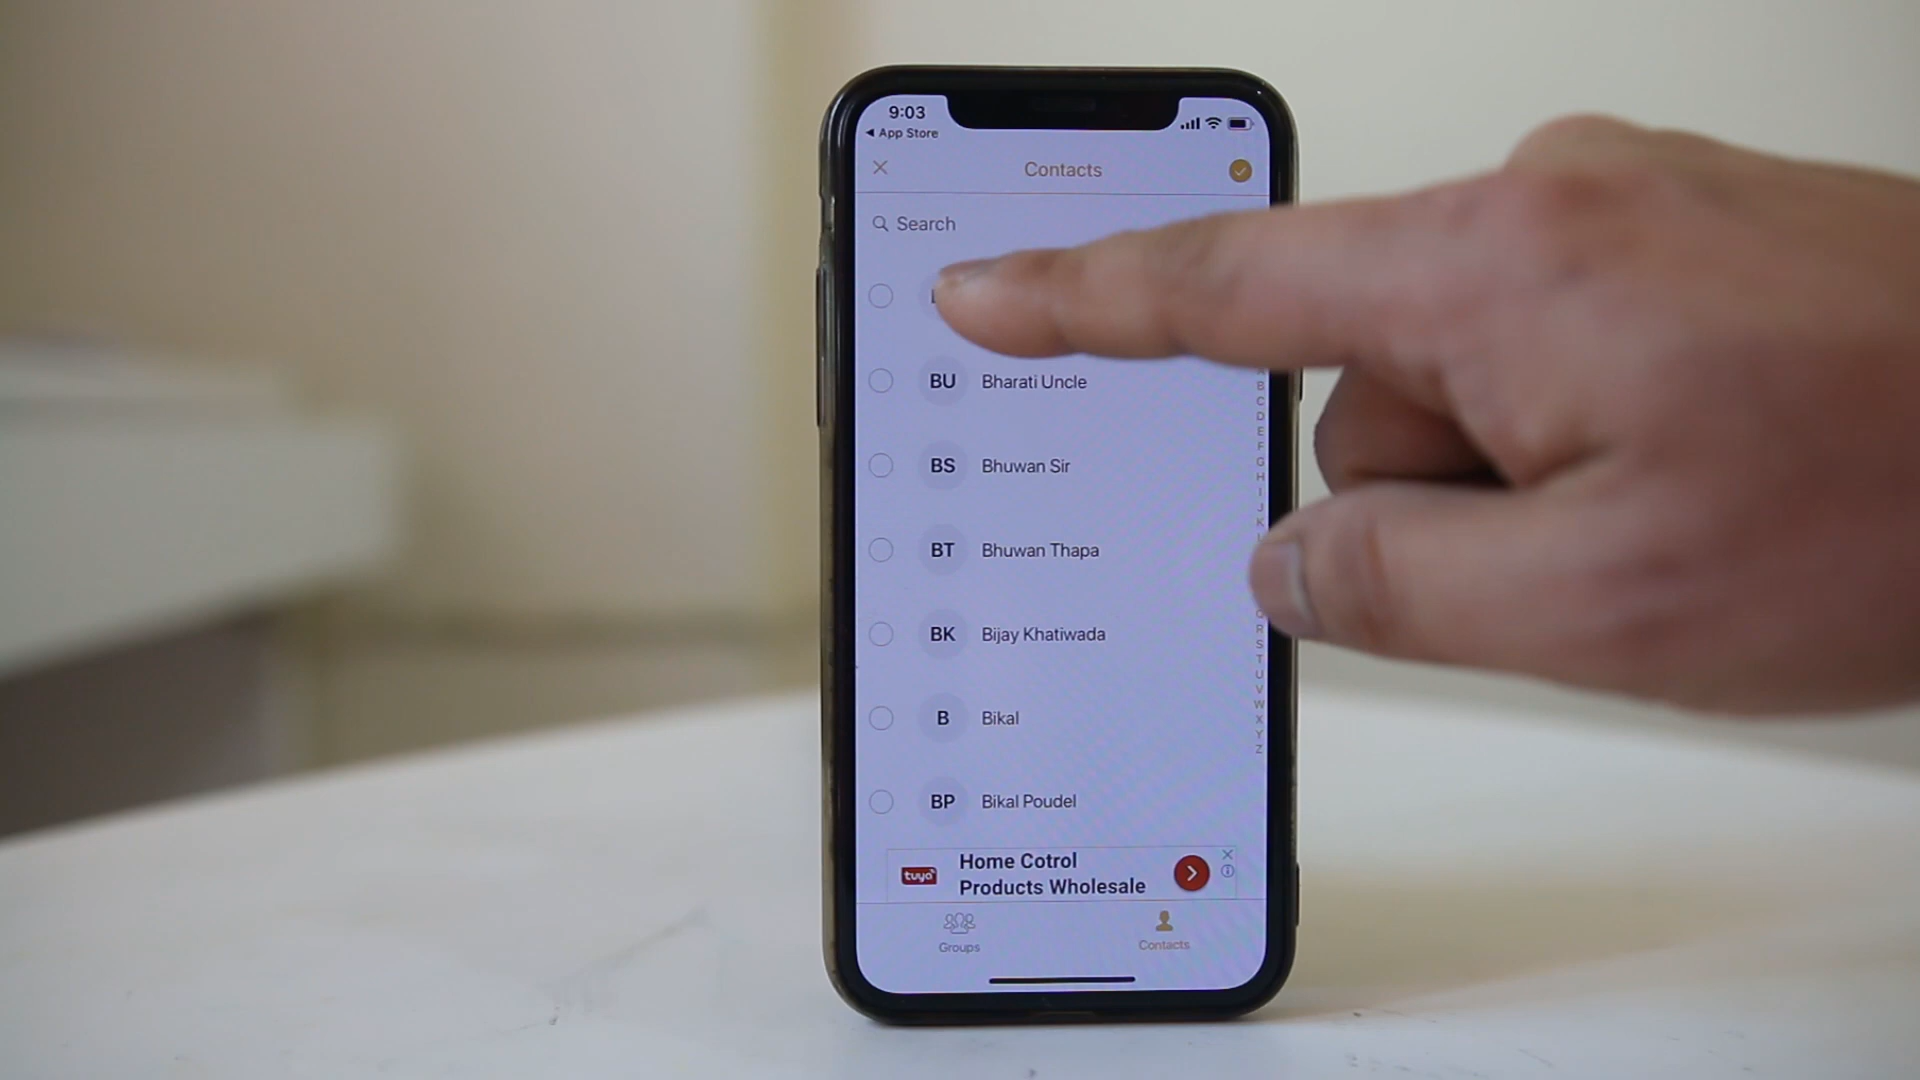 9:03
◀ App Store
Contacts
Search
BU Bharati Uncle
BS Bhuwan Sir
BT Bhuwan Thapa
BK Bijay Khatiwada
B Bikal
BP Bikal Poudel
B
C
D
E
F
G
H
I
J
K
R
S
T
U
V
W
X
Y
Z
tuya
Home Cotrol
Products Wholesale
Groups
Contacts